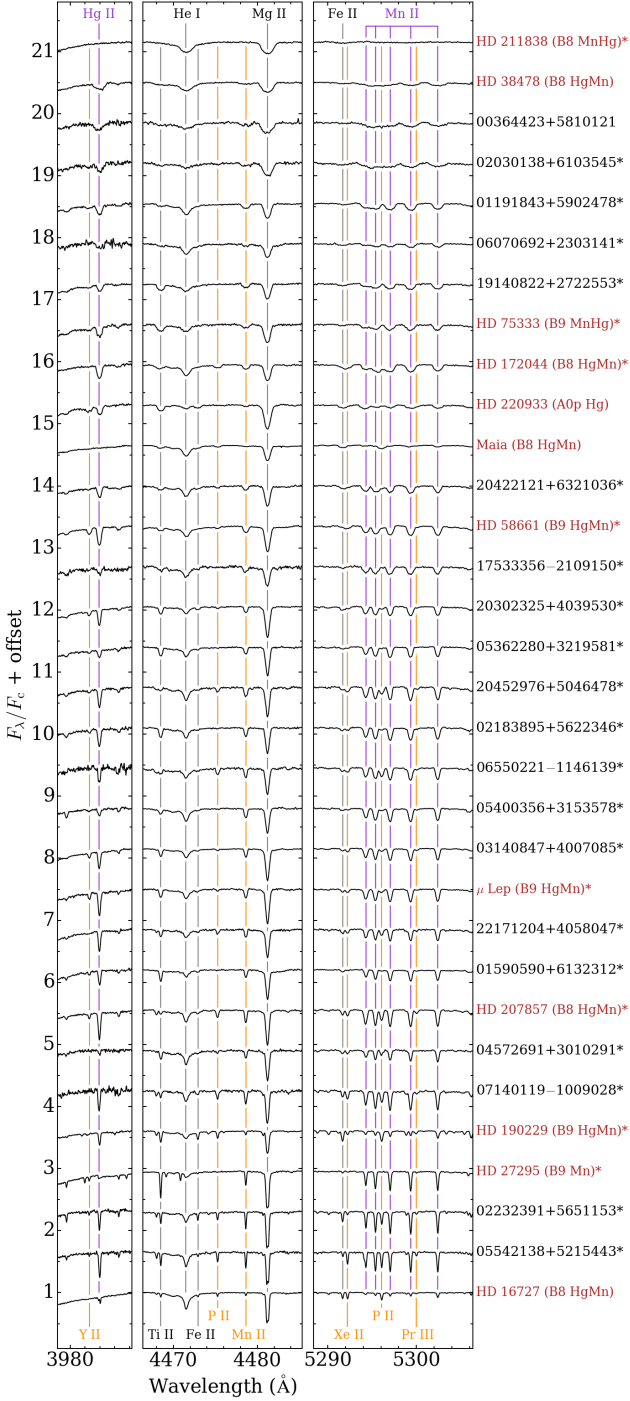 Hg II He I Mg II Fe II Mn II
21 HD 211838 (B8 MnHg)*
HD 38478 (B8 HgMn)
20 00364423+5810121
02030138+6103545*
19
01191843+5902478*
18 06070692+2303141*
19140822+2722553*
17
HD 75333 (B9 MnHg)*
16 HD 172044 (B8 HgMn)*
HD 220933 (A0p Hg)
15
Maia (B8 HgMn)
14 20422121+6321036*
HD 58661 (B9 HgMn)*
13
17533356−2109150*
12 20302325+4039530*
05362280+3219581*
11
20452976+5046478*
10 02183895+5622346*
06550221−1146139*
9
05400356+3153578*
8 03140847+4007085*
μ Lep (B9 HgMn)*
7
22171204+4058047*
6 01590590+6132312*
HD 207857 (B8 HgMn)*
5
04572691+3010291*
4 07140119−1009028*
HD 190229 (B9 HgMn)*
3 HD 27295 (B9 Mn)*
02232391+5651153*
2
05542138+5215443*
1 HD 16727 (B8 HgMn)
Fλ/Fc + offset
P II P II
Y II Ti II Fe II Mn II Xe II Pr III
3980 4470 4480 5290 5300
Wavelength (Å)